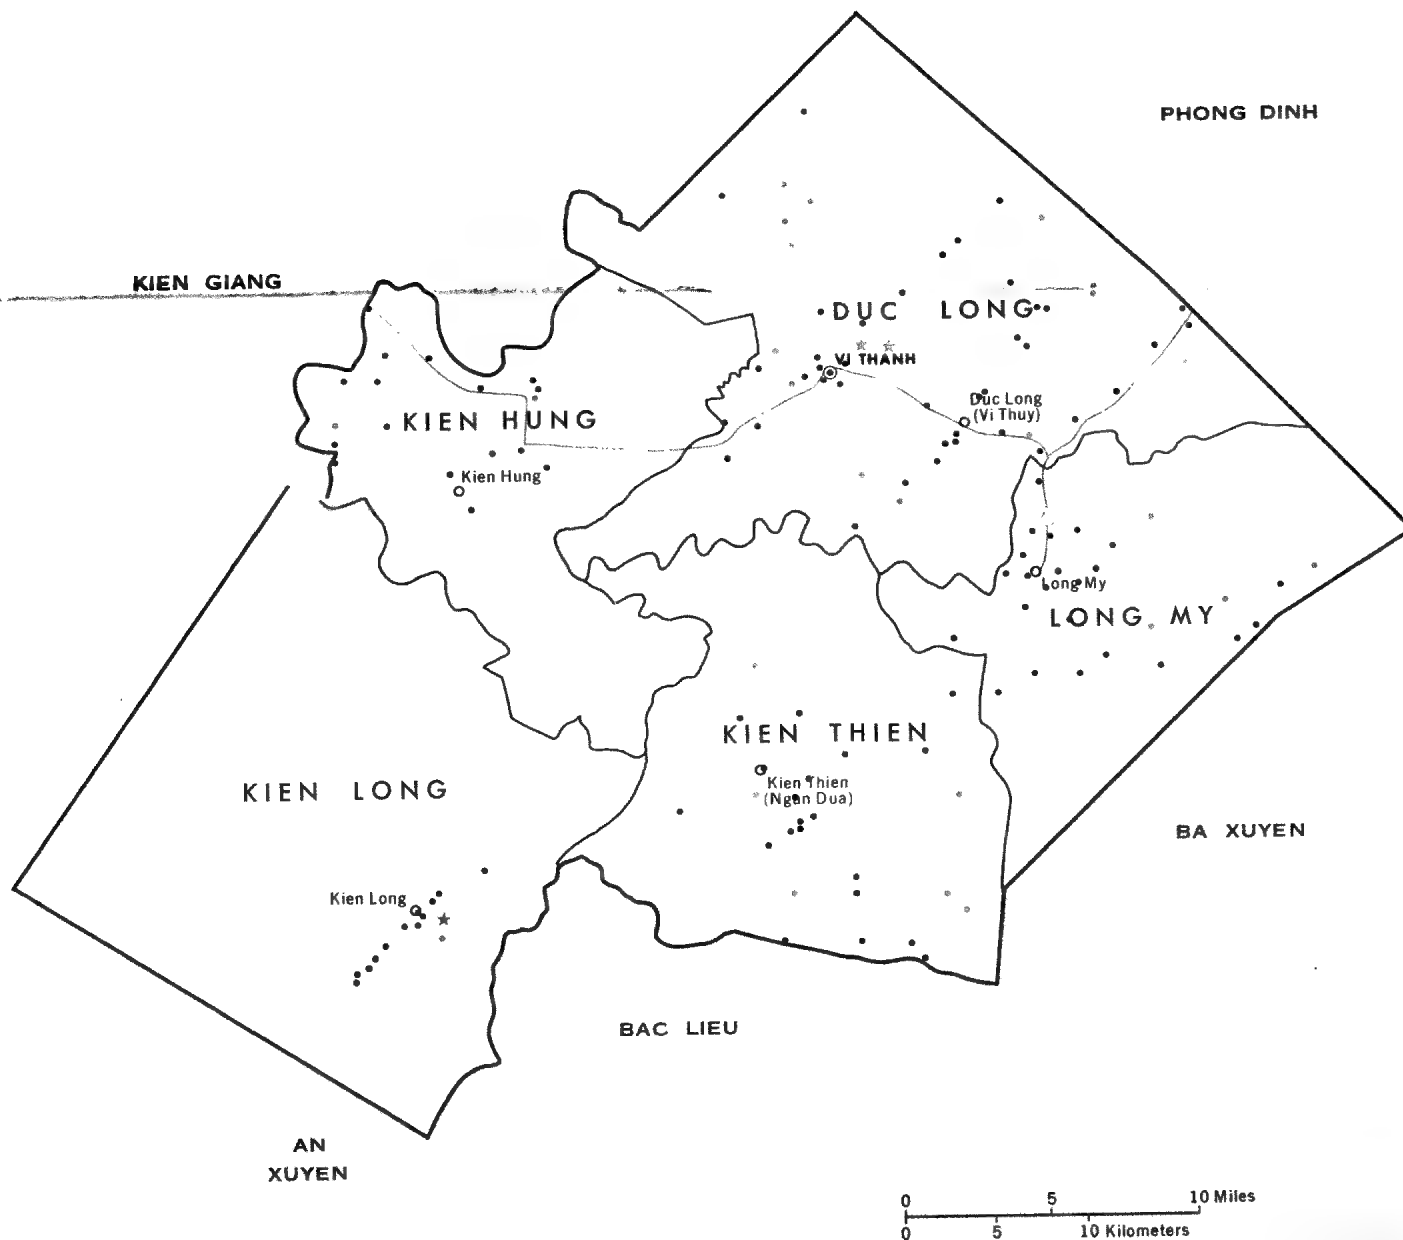 PHONG DINH
KIEN GIANG
DUC LONG
VI THANH
Duc Long
(Vi Thuy)
KIEN HUNG
Kien Hung
Long My
LONG MY
KIEN THIEN
Kien Thien
(Ngan Dua)
KIEN LONG
BA XUYEN
Kien Long
BAC LIEU
AN
XUYEN
0 5 10 Miles
0 5 10 Kilometers